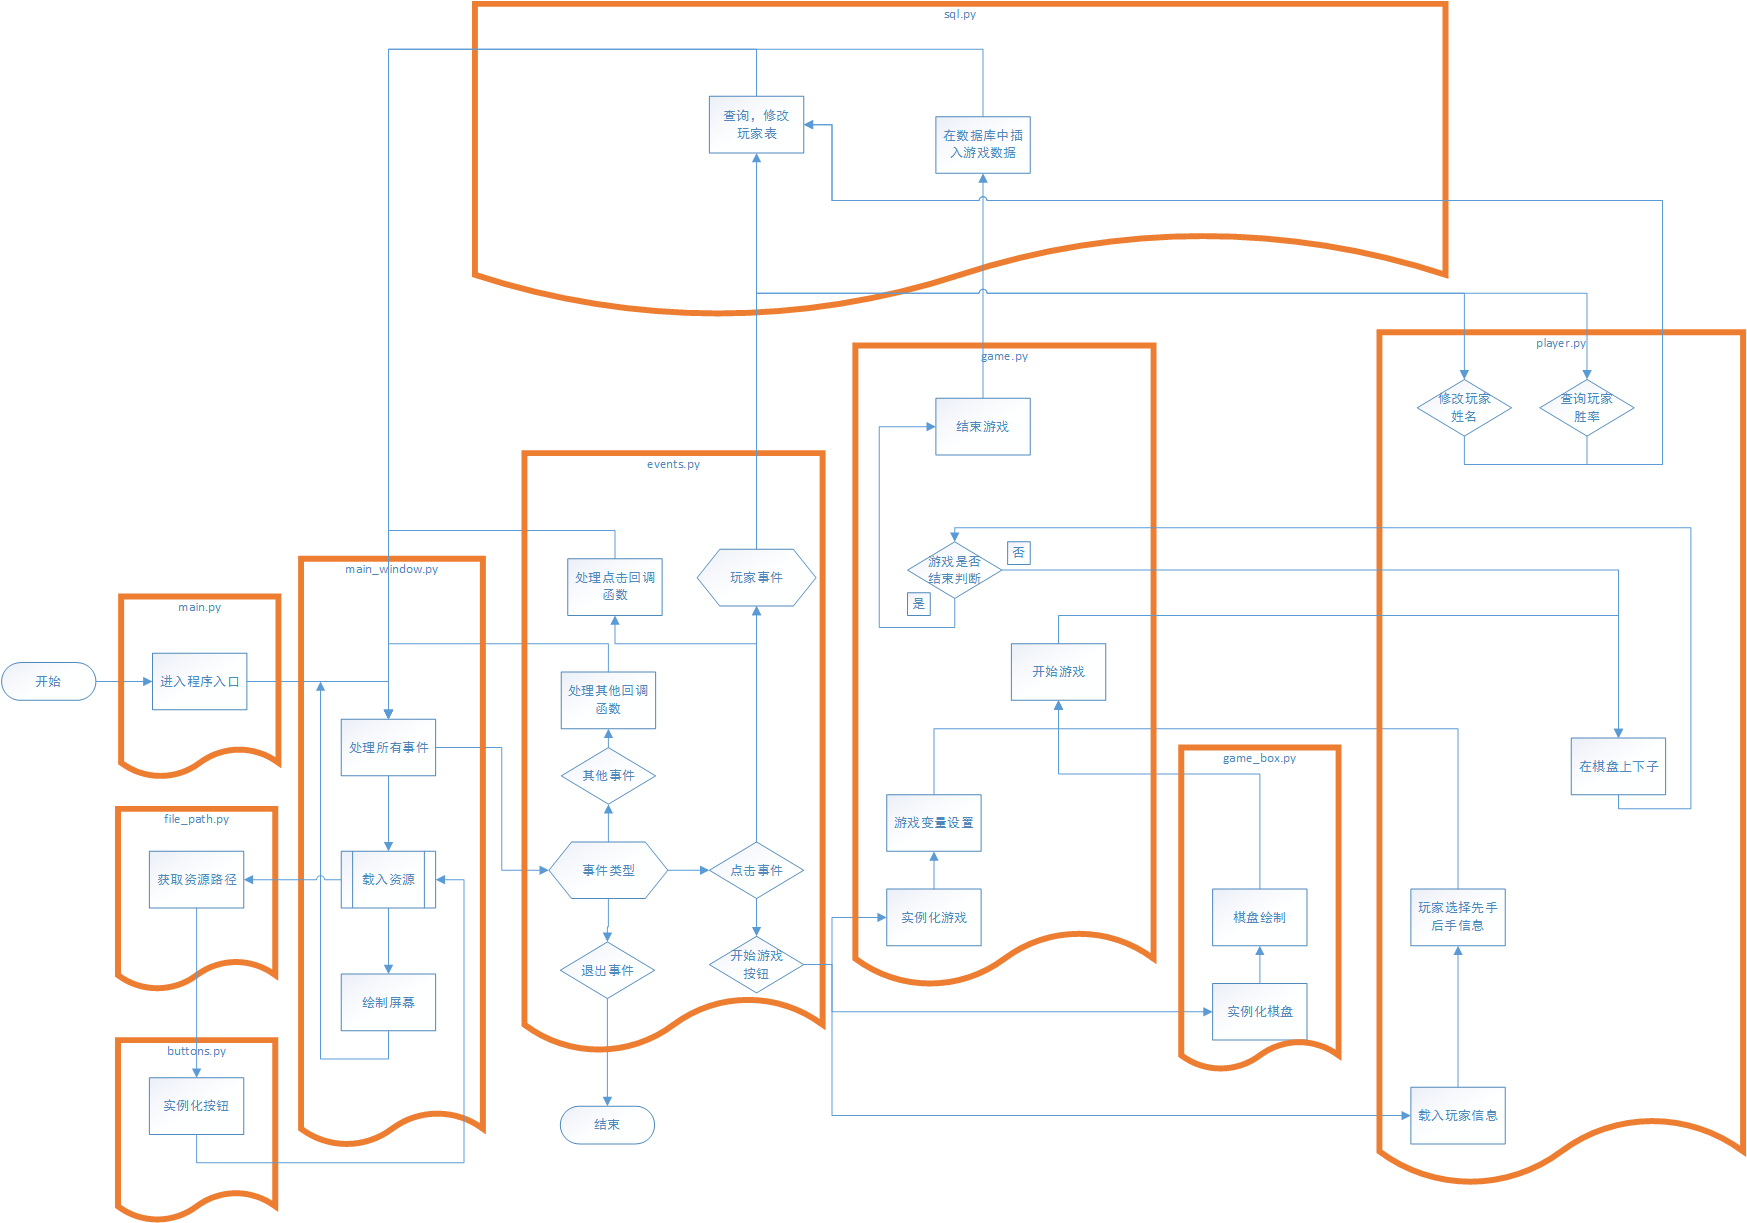 sql.py
查询，修改
玩家表
在数据库中插
入游戏数据
player.py
修改玩家
姓名
查询玩家
胜率
game.py
结束游戏
游戏是否
结束判断
否
是
开始游戏
游戏变量设置
实例化游戏
events.py
处理点击回调
函数
玩家事件
处理其他回调
函数
其他事件
事件类型
点击事件
退出事件
开始游戏
按钮
结束
main_window.py
处理所有事件
载入资源
绘制屏幕
main.py
开始
进入程序入口
file_path.py
获取资源路径
buttons.py
实例化按钮
game_box.py
棋盘绘制
实例化棋盘
在棋盘上下子
玩家选择先手
后手信息
载入玩家信息